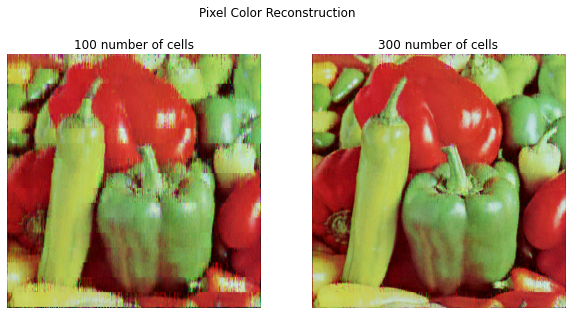 Pixel Color Reconstruction
100 number of cells
300 number of cells